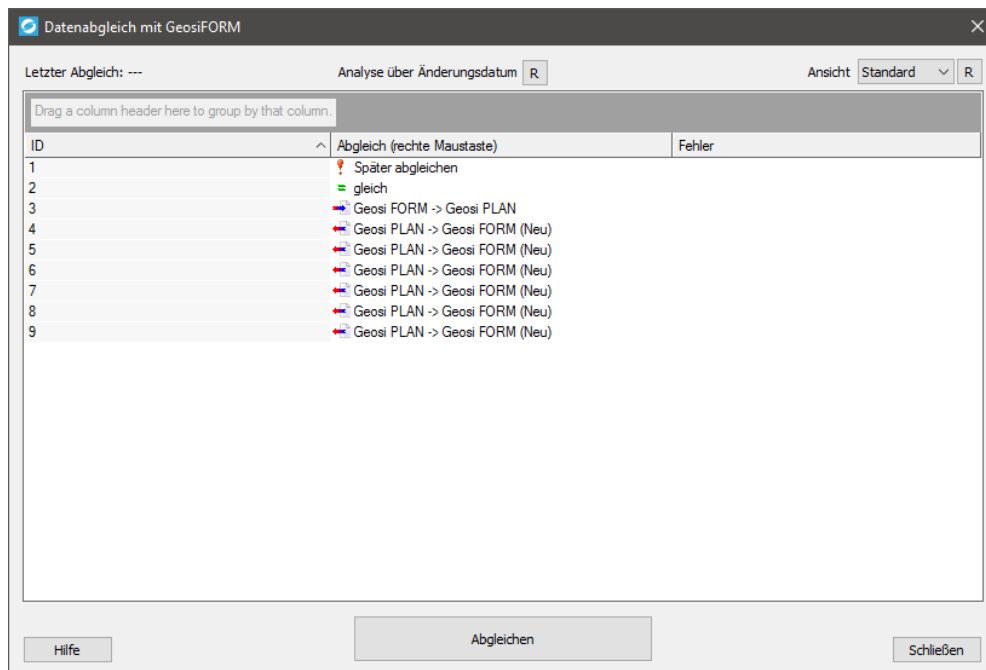 Datenabgleich mit GeosiFORM
Letzter Abgleich: --- Analyse über Änderungsdatum R Ansicht Standard R
Drag a column header here to group by that column.
ID Abgleich (rechte Maustaste) Fehler
1 Später abgleichen
2 gleich
3 Geosi FORM -> Geosi PLAN
4 Geosi PLAN -> Geosi FORM (Neu)
5 Geosi PLAN -> Geosi FORM (Neu)
6 Geosi PLAN -> Geosi FORM (Neu)
7 Geosi PLAN -> Geosi FORM (Neu)
8 Geosi PLAN -> Geosi FORM (Neu)
9 Geosi PLAN -> Geosi FORM (Neu)
Hilfe Abgleichen Schließen